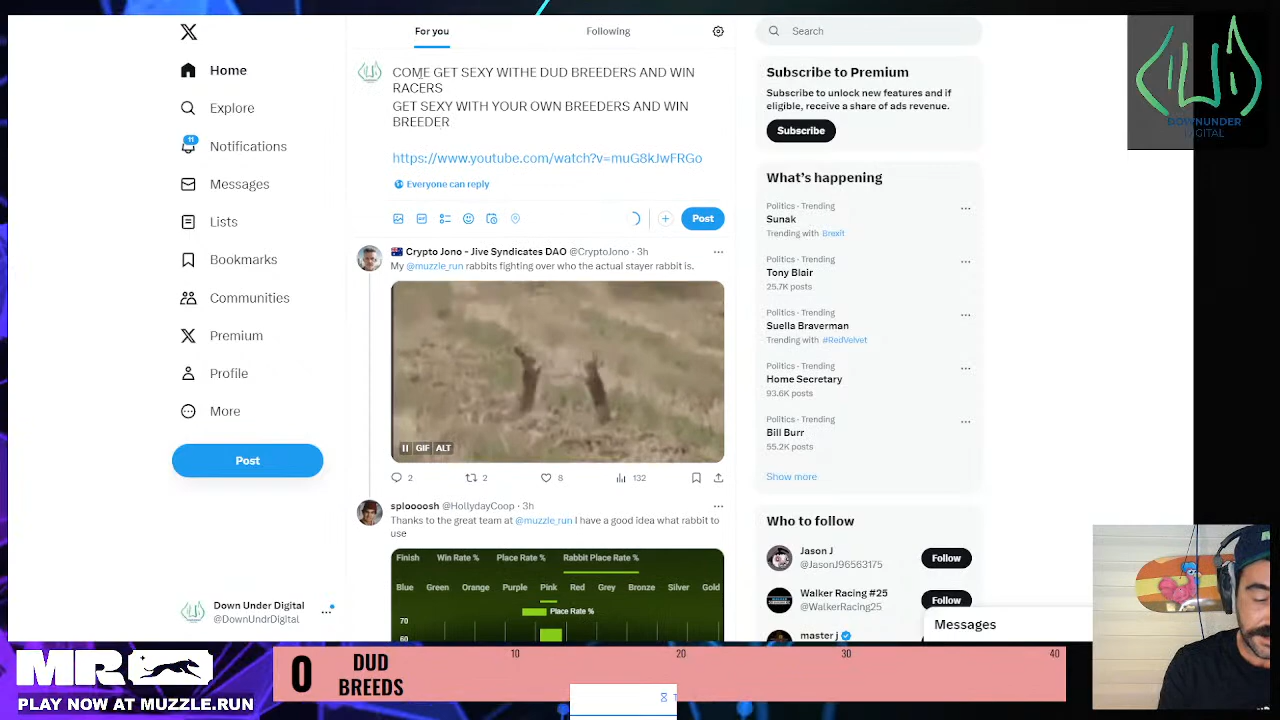 For you
Following
Search
Home
Explore
11
Notifications
Messages
Lists
Bookmarks
Communities
Premium
Profile
More
Post
Down Under Digital
@DownUndrDigital
COME GET SEXY WITHE DUD BREEDERS AND WIN
RACERS
GET SEXY WITH YOUR OWN BREEDERS AND WIN
BREEDER
https://www.youtube.com/watch?v=muG8kJwFRGo
Everyone can reply
Post
Crypto Jono - Jive Syndicates DAO @CryptoJono · 3h
My @muzzle_run rabbits fighting over who the actual stayer rabbit is.
GIF ALT
2
2
8
132
sploooosh @HollydayCoop · 3h
Thanks to the great team at @muzzle_run I have a good idea what rabbit to
use
Finish Win Rate % Place Rate % Rabbit Place Rate %
Blue Green Orange Purple Pink Red Grey Bronze Silver Gold
Place Rate %
70
60
Subscribe to Premium
Subscribe to unlock new features and if
eligible, receive a share of ads revenue.
Subscribe
What's happening
Politics · Trending
Sunak
Trending with Brexit
Politics · Trending
Tony Blair
25.7K posts
Politics · Trending
Suella Braverman
Trending with #RedVelvet
Politics · Trending
Home Secretary
93.6K posts
Politics · Trending
Bill Burr
55.2K posts
Show more
Who to follow
Jason J
@JasonJ96563175
Follow
Walker Racing #25
@WalkerRacing25
Follow
master j
Messages
DOWNUNDER
DIGITAL
MR
PLAY NOW AT MUZZLE.RUN
0
DUD
BREEDS
10
20
30
40